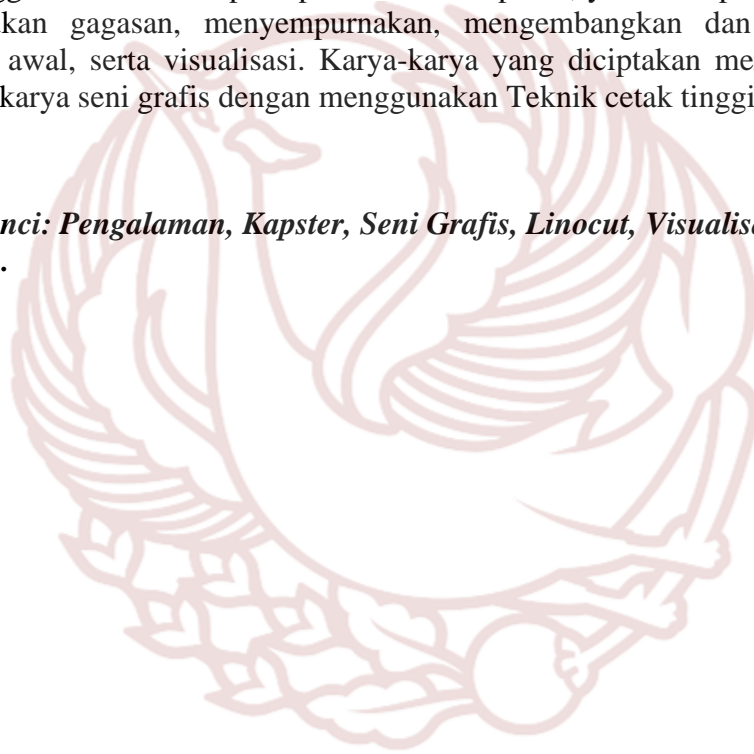 kan gagasan, menyempurnakan, mengembangkan dan
awal, serta visualisasi. Karya-karya yang diciptakan me
karya seni grafis dengan menggunakan Teknik cetak tinggi
nci: Pengalaman, Kapster, Seni Grafis, Linocut, Visualis
.